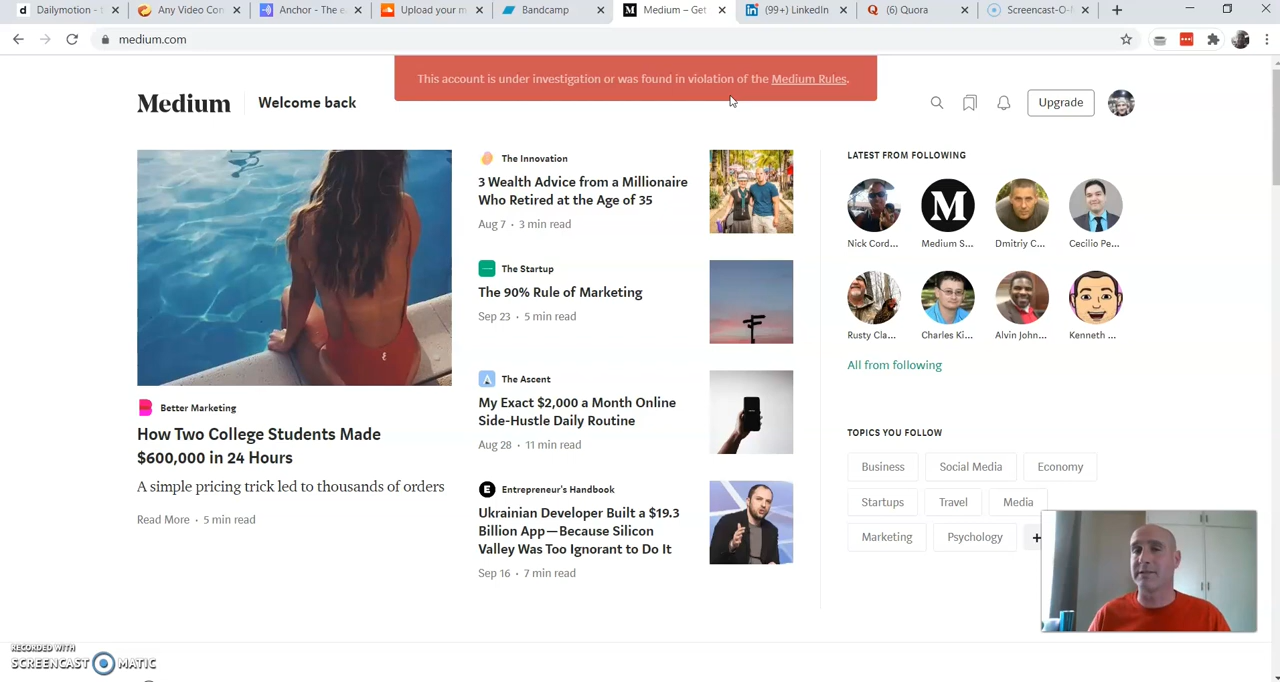 Dailymotion - t
Any Video Con
Anchor - The e
Upload your m
Bandcamp
Medium – Get
(99+) LinkedIn
(6) Quora
Screencast-O-M
medium.com
This account is under investigation or was found in violation of the Medium Rules.
Medium
Welcome back
Upgrade
Better Marketing
How Two College Students Made
$600,000 in 24 Hours
A simple pricing trick led to thousands of orders
Read More · 5 min read
The Innovation
3 Wealth Advice from a Millionaire
Who Retired at the Age of 35
Aug 7 · 3 min read
The Startup
The 90% Rule of Marketing
Sep 23 · 5 min read
The Ascent
My Exact $2,000 a Month Online
Side-Hustle Daily Routine
Aug 28 · 11 min read
Entrepreneur's Handbook
Ukrainian Developer Built a $19.3
Billion App—Because Silicon
Valley Was Too Ignorant to Do It
Sep 16 · 7 min read
LATEST FROM FOLLOWING
Nick Cord... Medium S... Dmitriy C... Cecilio Pe...
Rusty Cla... Charles Ki... Alvin John... Kenneth ...
All from following
TOPICS YOU FOLLOW
Business Social Media Economy
Startups Travel Media
Marketing Psychology +
RECORDED WITH
SCREENCAST MATIC